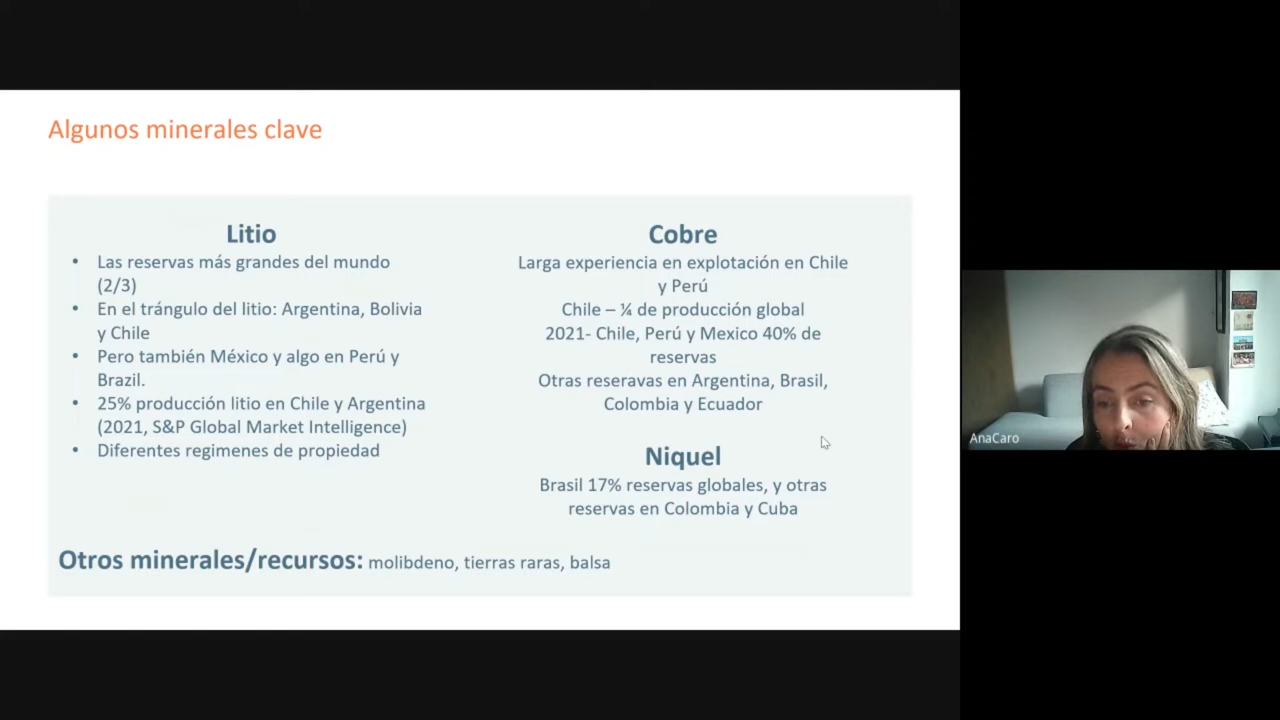 Algunos minerales clave
Litio
• Las reservas más grandes del mundo
(2/3)
• En el trángulo del litio: Argentina, Bolivia
y Chile
• Pero también México y algo en Perú y
Brazil.
• 25% producción litio en Chile y Argentina
(2021, S&P Global Market Intelligence)
• Diferentes regimenes de propiedad
Cobre
Larga experiencia en explotación en Chile
y Perú
Chile – ¼ de producción global
2021- Chile, Perú y Mexico 40% de
reservas
Otras reseravas en Argentina, Brasil,
Colombia y Ecuador
Niquel
Brasil 17% reservas globales, y otras
reservas en Colombia y Cuba
Otros minerales/recursos: molibdeno, tierras raras, balsa
AnaCaro